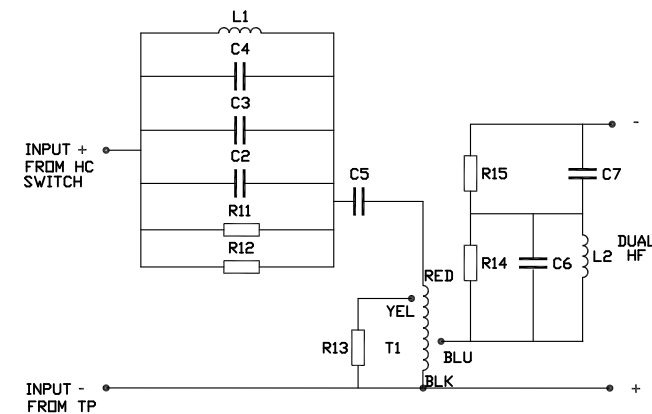 L1
C4
C3
C2
INPUT +
FROM HC
SWITCH
R11
R12
C5
-
R15
C7
R14
C6
L2
DUAL
HF
RED
YEL
R13
T1
BLU
BLK
INPUT -
FROM TP
+